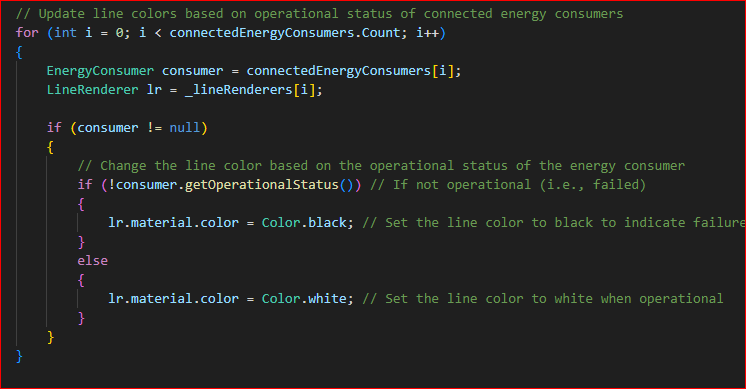 // Update line colors based on operational status of connected energy consumers
for (int i = 0; i < connectedEnergyConsumers.Count; i++)
{
    EnergyConsumer consumer = connectedEnergyConsumers[i];
    LineRenderer lr = _lineRenderers[i];

    if (consumer != null)
    {
        // Change the line color based on the operational status of the energy consumer
        if (!consumer.getOperationalStatus()) // If not operational (i.e., failed)
        {
            lr.material.color = Color.black; // Set the line color to black to indicate failure
        }
        else
        {
            lr.material.color = Color.white; // Set the line color to white when operational
        }
    }
}